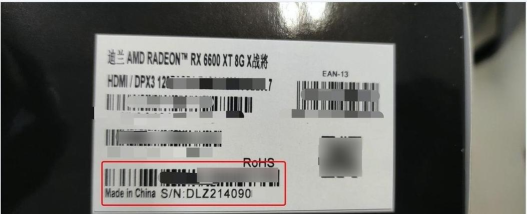 迪兰 AMD RADEON™ RX 6600 XT 8G X战將
HDMI / DPX3
EAN-13
RoHS
Made in China S/N:DLZ214090